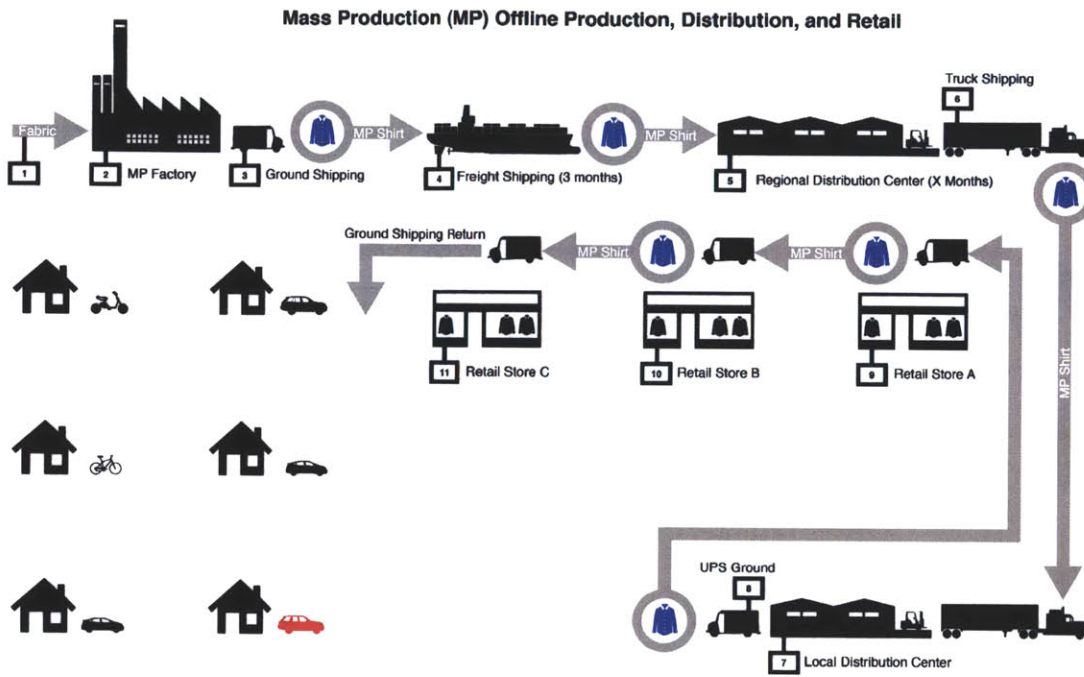 Mass Production (MP) Offline Production, Distribution, and Retail
Truck Shipping
6
Fabric
MP Shirt
MP Shirt
1
2 MP Factory
3 Ground Shipping
4 Freight Shipping (3 months)
5 Regional Distribution Center (X Months)
Ground Shipping Return
MP Shirt
MP Shirt
MP Shirt
11 Retail Store C
10 Retail Store B
9 Retail Store A
UPS Ground
8
7 Local Distribution Center